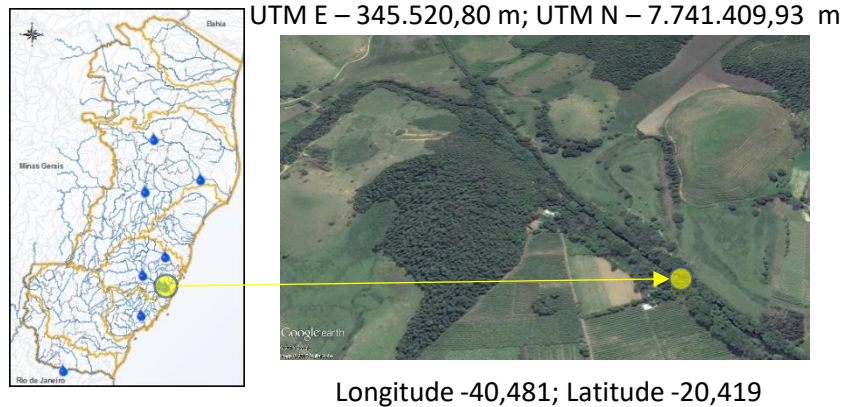 UTM E – 345.520,80 m; UTM N – 7.741.409,93 m
Bahia
Minas Gerais
Rio de Janeiro
Google earth
Longitude -40,481; Latitude -20,419